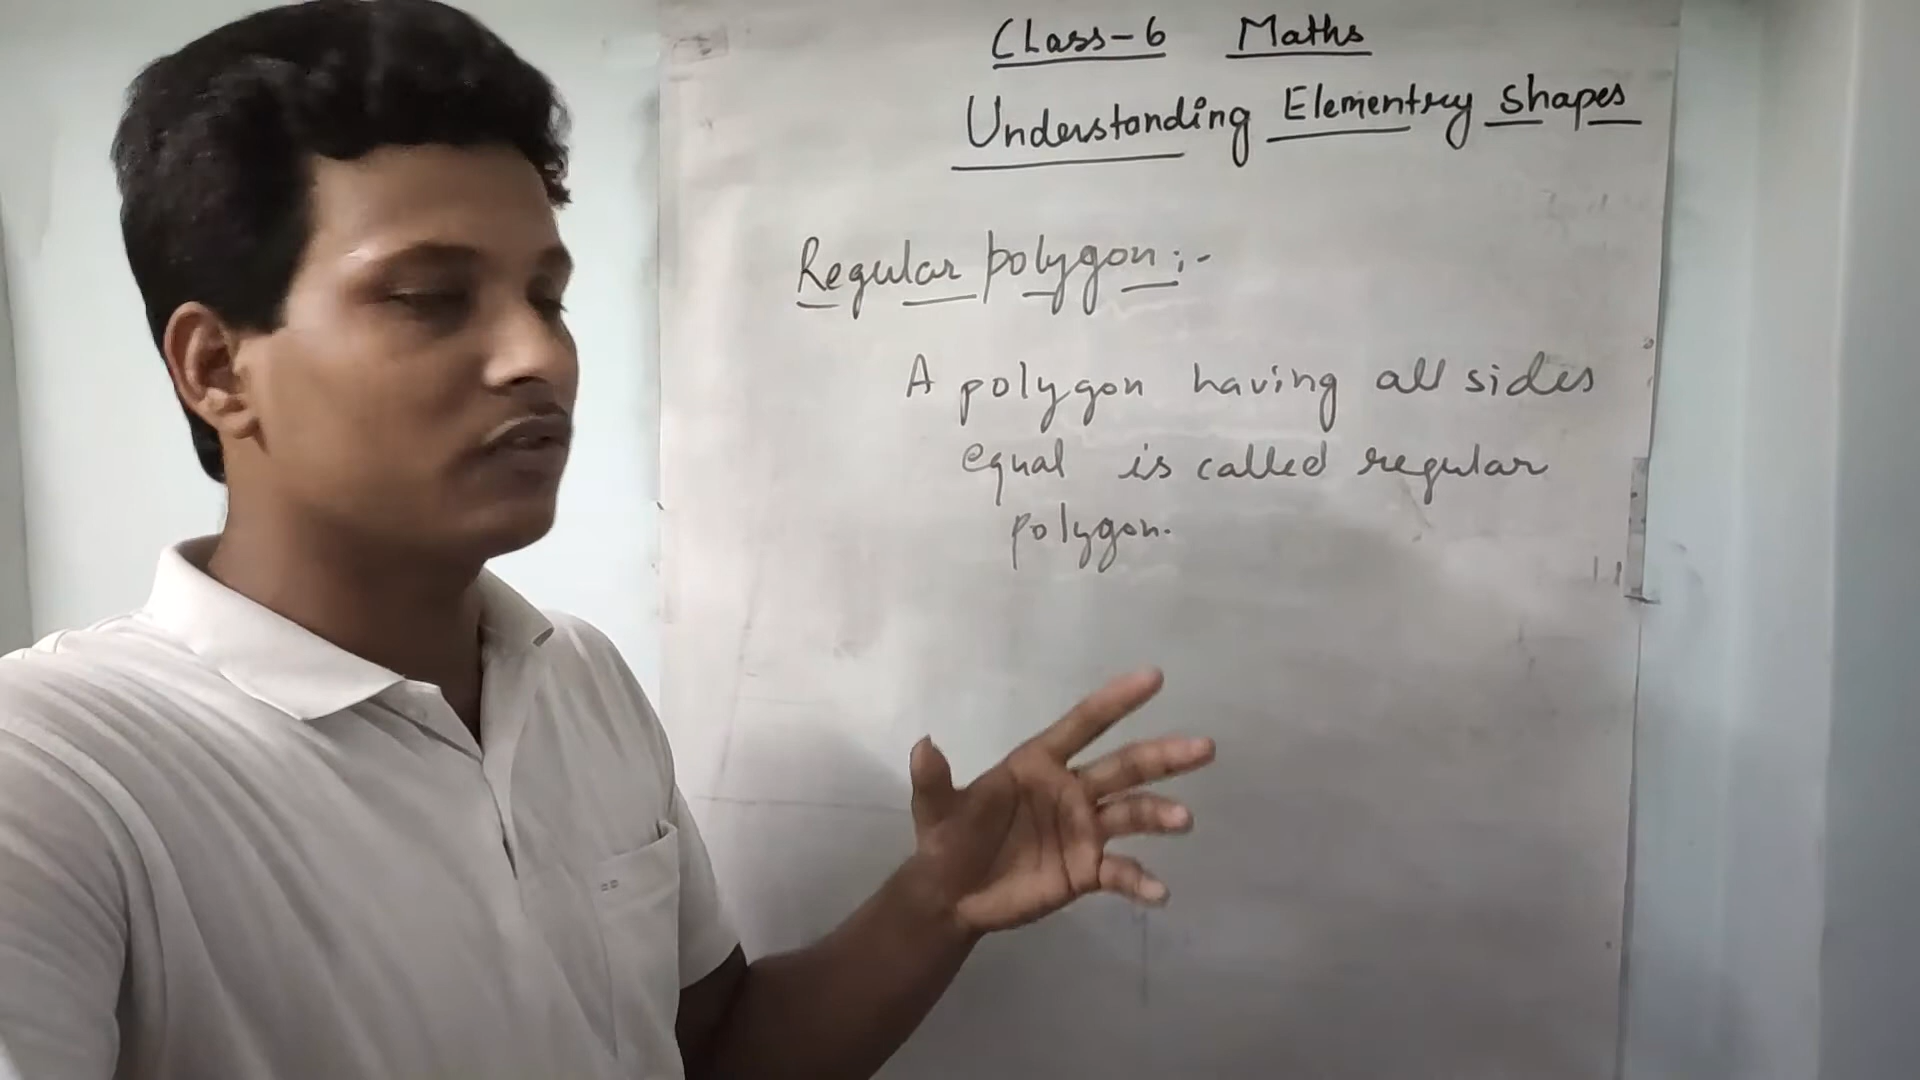 Class-6 Maths
Understanding Elementry Shapes
Regular polygon:-
A polygon having all sides
equal is called regular
polygon.